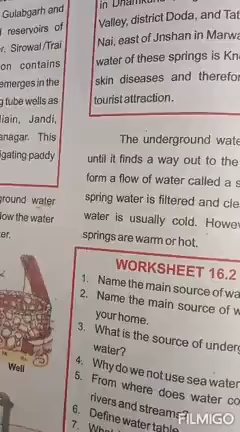 Gulabgarh and
reservoirs of
Sirowal/Trai
on contains
emerges in the
g tube wells as
Jandi,
anagar. This
igating paddy
ground water
low the water
er.
Well
Valley, district Doda, and Tat
Nai, east of Jnshan in Marwa
water of these springs is Kn
skin diseases and therefor
tourist attraction.
The underground wate
until it finds a way out to the
form a flow of water called a s
spring water is filtered and cle
water is usually cold. Howev
springs are warm or hot.
WORKSHEET 16.2
1. Name the main source of wa
2. Name the main source of w
your home.
3. What is the source of underg
water?
4. Why do we not use sea water
5. From where does water co
rivers and streams?
6. Define water table
7.
FILMIGO